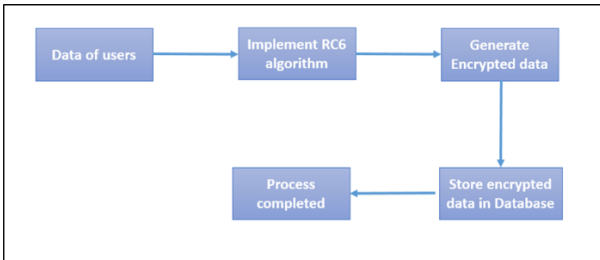 Data of users
Implement RC6
algorithm
Generate
Encrypted data
Store encrypted
data in Database
Process
completed